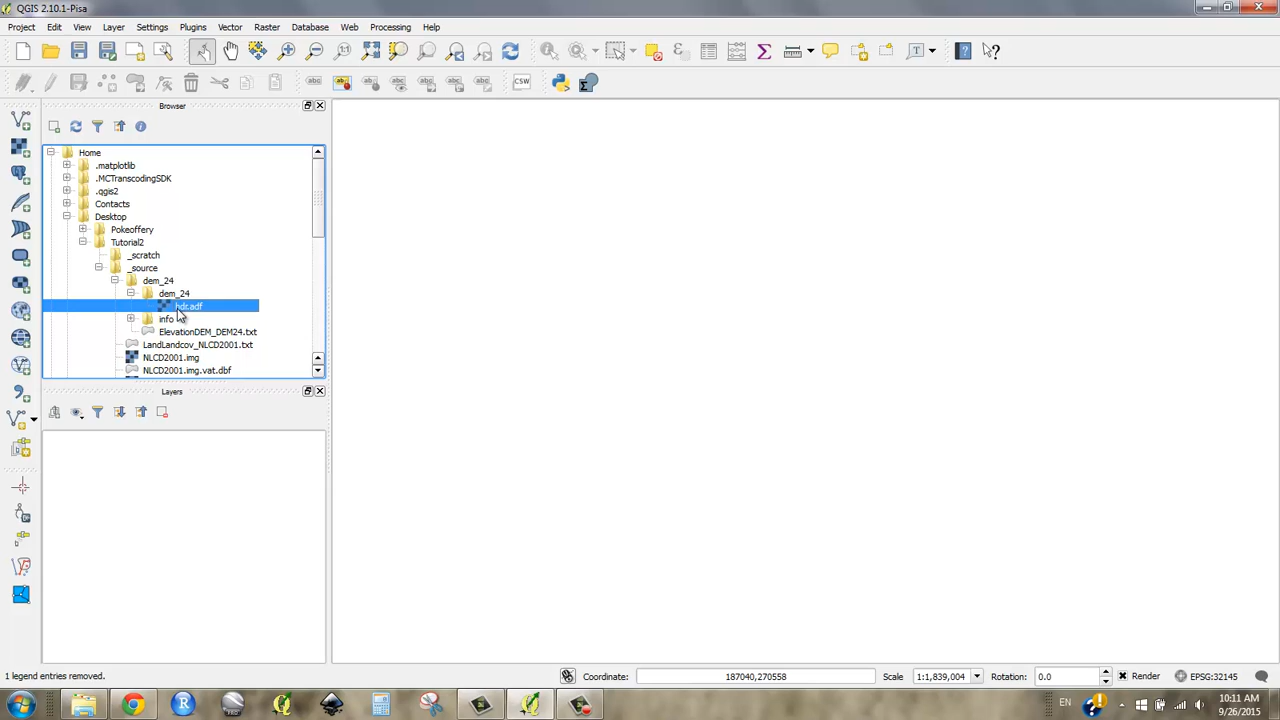 QGIS 2.10.1-Pisa
Project Edit View Layer Settings Plugins Vector Raster Database Web Processing Help
Browser
Home
.matplotlib
.MCTranscodingSDK
.qgis2
Contacts
Desktop
Pokeoffery
Tutorial2
_scratch
_source
dem_24
dem_24
hdr.adf
info
ElevationDEM_DEM24.txt
LandLandcov_NLCD2001.txt
NLCD2001.img
NLCD2001.img.vat.dbf
Layers
1 legend entries removed.
Coordinate: 187040,270558 Scale 1:1,839,004 Rotation: 0.0 Render EPSG:32145
EN
10:11 AM
9/26/2015